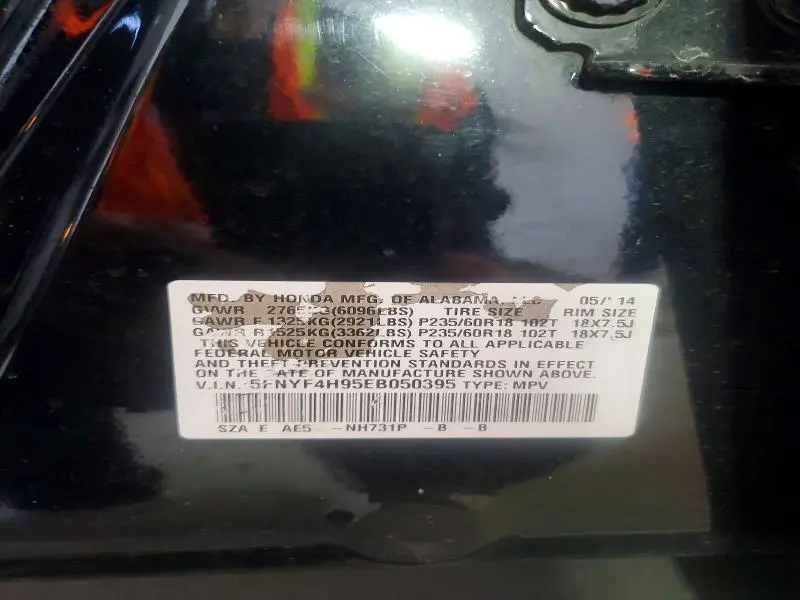 MFD. BY HONDA MFG. OF ALABAMA, LLC 05/14
GVWR 2765KG(6096LBS) TIRE SIZE RIM SIZE
GAWR F 1325KG(2921LBS) P235/60R18 102T 18X7.5J
GAWR R 1525KG(3362LBS) P235/60R18 102T 18X7.5J
THIS VEHICLE CONFORMS TO ALL APPLICABLE
FEDERAL MOTOR VEHICLE SAFETY
AND THEFT PREVENTION STANDARDS IN EFFECT
ON THE DATE OF MANUFACTURE SHOWN ABOVE.
V.I.N.: 5FNYF4H95EB050395 TYPE: MPV
SZA E AE5 -NH731P -B -B